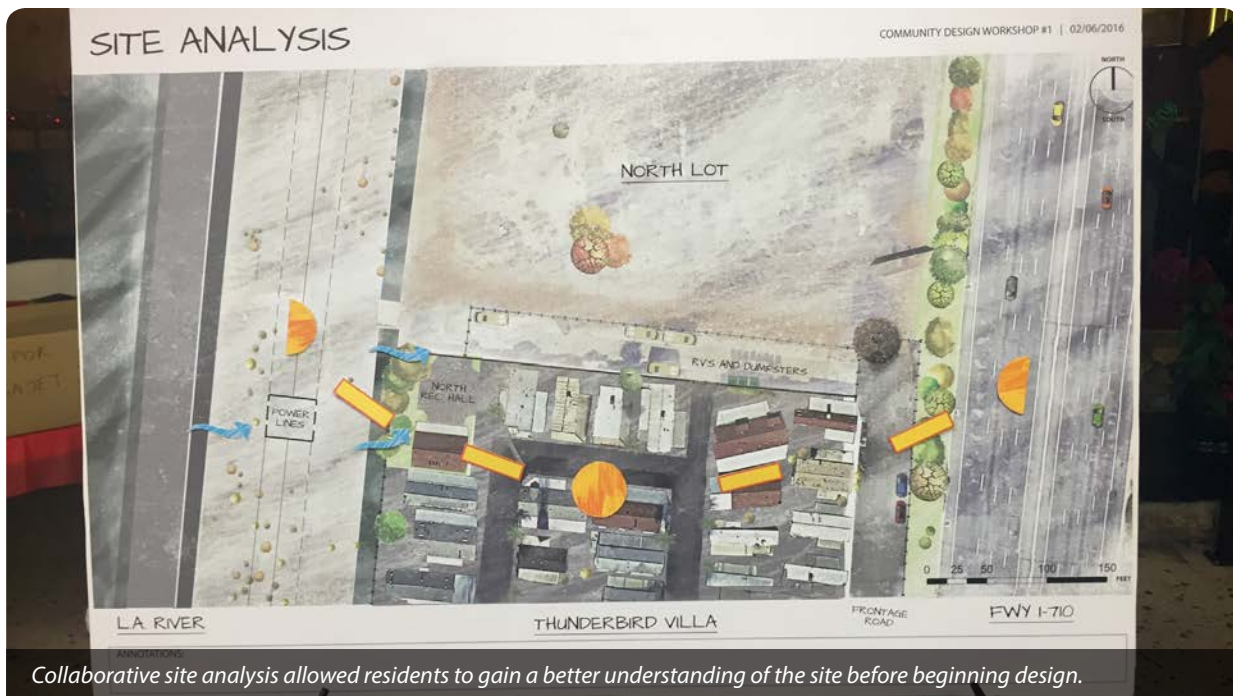 SITE ANALYSIS
COMMUNITY DESIGN WORKSHOP #1 | 02/06/2016
NORTH
SOUTH
NORTH LOT
R.V.'S AND DUMPSTERS
NORTH
REC. HALL
POWER
LINES
POR
0 25 50 100 150
FEET
L.A. RIVER
THUNDERBIRD VILLA
FRONTAGE
ROAD
FWY I-710
ANNOTATIONS:
Collaborative site analysis allowed residents to gain a better understanding of the site before beginning design.